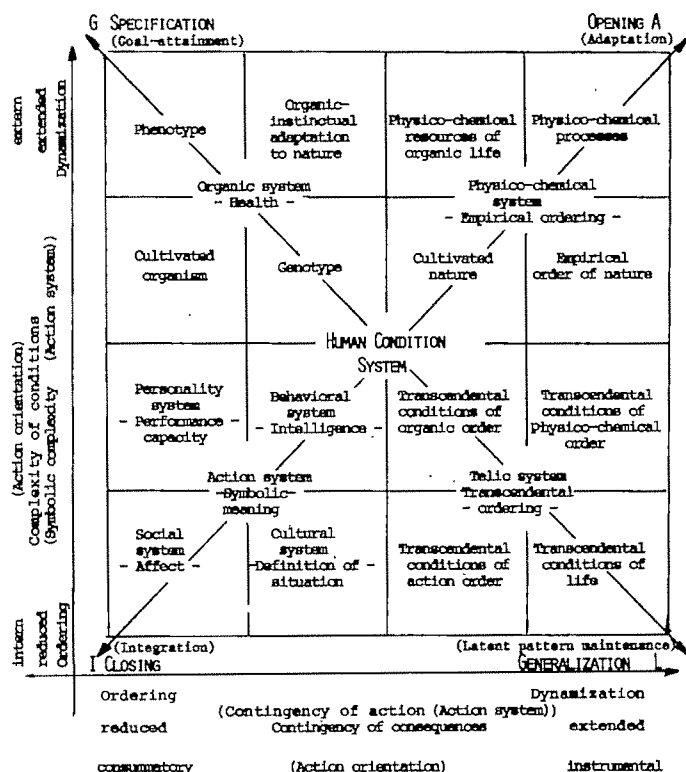 G SPECIFICATION
(Goal-attainment)
OPENING A
(Adaptation)
extern
extended
Dynamization
Phenotype
Organic-
instinctual
adaptation
to nature
Physico-chemical
resources of
organic life
Physico-chemical
processes
Organic system
- Health -
Physico-chemical
system
- Empirical ordering -
Cultivated
organism
Genotype
Cultivated
nature
Empirical
order of nature
HUMAN CONDITION
SYSTEM
(Action orientation)
Complexity of conditions
(Symbolic complexity (Action system))
Personality
system
- Performance
capacity
Behavioral
system
- Intelligence -
Transcendental
conditions of
organic order
Transcendental
conditions of
Physico-chemical
order
Action system
-Symbolic-
meaning
Telic system
-Transcendental
- ordering -
Social
system
- Affect -
Cultural
system
-Definition of -
situation
Transcendental
conditions of
action order
Transcendental
conditions of
life
intern
reduced
Ordering
(Integration)
(Latent pattern maintenance)
I CLOSING
GENERALIZATION L
Ordering
Dynamization
(Contingency of action (Action system))
reduced
Contingency of consequences
extended
consummatory
(Action orientation)
instrumental